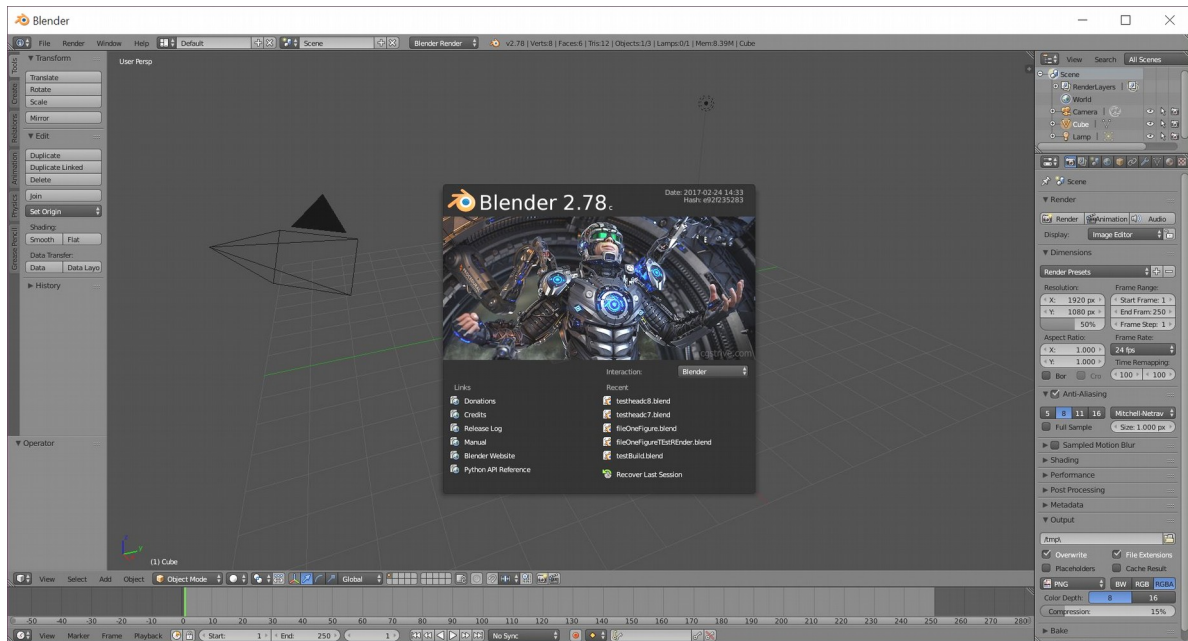 Blender
File Render Window Help Default Scene Blender Render v2.78 | Verts:8 | Faces:6 | Tris:12 | Objects:1/3 | Lamps:0/1 | Mem:8.39M | Cube
View Search All Scenes
Tools
Create
Relations
Animation
Physics
Grease Pencil
Transform
Translate
Rotate
Scale
Mirror
Edit
Duplicate
Duplicate Linked
Delete
Join
Set Origin
Shading:
Smooth Flat
Data Transfer:
Data Data Layo
History
Operator
User Persp
Blender 2.78c
Date: 2017-02-24 14:33
Hash: e92f235283
Interaction: Blender
Links
Donations
Credits
Release Log
Manual
Blender Website
Python API Reference
Recent
testheadc8.blend
testheadc7.blend
fileOneFigure.blend
fileOneFigureTEstREnder.blend
testBuild.blend
Recover Last Session
(1) Cube
Scene
RenderLayers
World
Camera
Cube
Lamp
Scene
Render
Render Animation Audio
Display: Image Editor
Dimensions
Render Presets
Resolution: Frame Range:
X: 1920 px Start Frame: 1
Y: 1080 px End Fram: 250
50% Frame Step: 1
Aspect Ratio: Frame Rate:
X: 1.000 24 fps
Y: 1.000 Time Remapping:
Bor Cro 100 100
Anti-Aliasing
5 8 11 16 Mitchell-Netrav
Full Sample Size: 1.000 px
Sampled Motion Blur
Shading
Performance
Post Processing
Metadata
Output
/tmp\
Overwrite File Extensions
Placeholders Cache Result
PNG BW RGB RGBA
Color Depth: 8 16
Compression: 15%
Bake
View Select Add Object Object Mode Global
-50 -40 -30 -20 -10 0 10 20 30 40 50 60 70 80 90 100 110 120 130 140 150 160 170 180 190 200 210 220 230 240 250 260 270 280
View Marker Frame Playback Start: 1 End: 250 1 No Sync